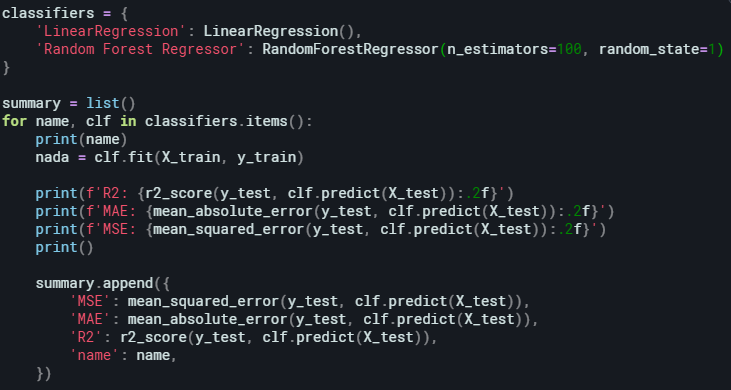 classifiers = {
    'LinearRegression': LinearRegression(),
    'Random Forest Regressor': RandomForestRegressor(n_estimators=100, random_state=1)
}

summary = list()
for name, clf in classifiers.items():
    print(name)
    nada = clf.fit(X_train, y_train)

    print(f'R2: {r2_score(y_test, clf.predict(X_test)):.2f}')
    print(f'MAE: {mean_absolute_error(y_test, clf.predict(X_test)):.2f}')
    print(f'MSE: {mean_squared_error(y_test, clf.predict(X_test)):.2f}')
    print()

    summary.append({
        'MSE': mean_squared_error(y_test, clf.predict(X_test)),
        'MAE': mean_absolute_error(y_test, clf.predict(X_test)),
        'R2': r2_score(y_test, clf.predict(X_test)),
        'name': name,
    })